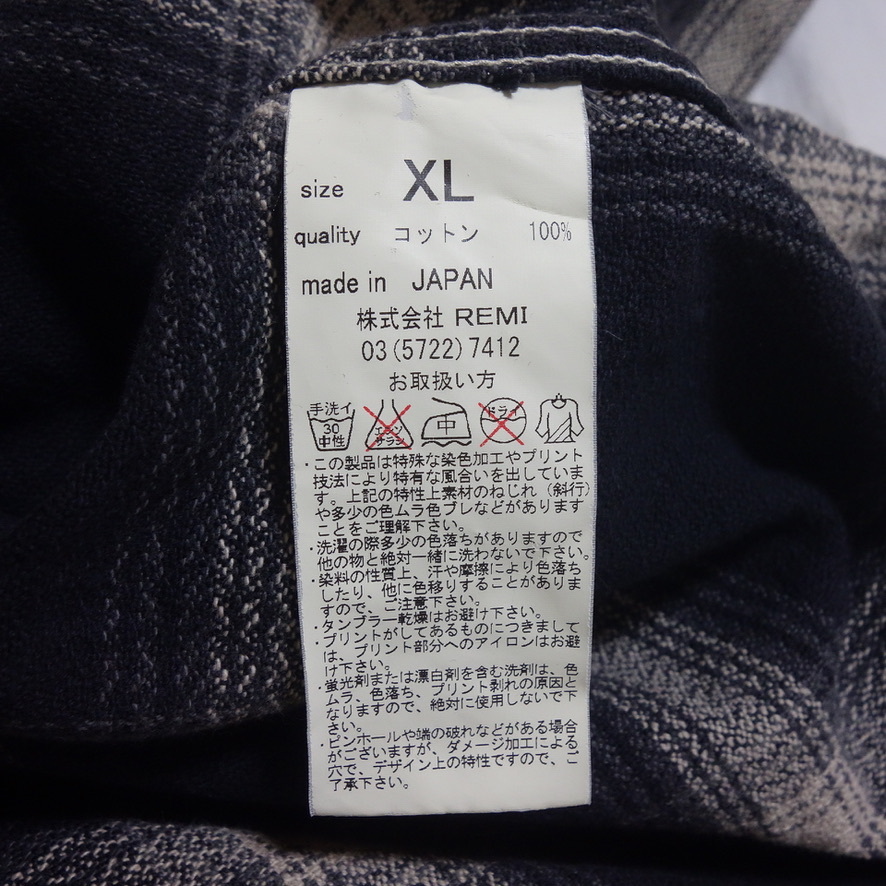 size XL
quality コットン 100%
made in JAPAN
株式会社 REMI
03(5722)7412
お取扱い方
手洗イ 30 中性 エンソ サラシ 中 ドライ
・この製品は特殊な染色加工やプリント
技法により特有な風合いを出していま
す。上記の特性上素材のねじれ（斜行）
や多少の色ムラ色ブレなどがあります
ことをご理解下さい。
・洗濯の際多少の色落ちがありますので
他の物と絶対一緒に洗わないで下さい。
・染料の性質上、汗や摩擦により色落ち
したり、他に色移りすることがありま
すので、ご注意下さい。
・タンブラー乾燥はお避け下さい。
・プリントがしてあるものにつきまして
は、プリント部分へのアイロンはお避
け下さい。
・蛍光剤または漂白剤を含む洗剤は、色
ムラ、色落ち、プリント剥れの原因と
なりますので、絶対に使用しないで下
さい。
・ピンホールや端の破れなどがある場合
がございますが、ダメージ加工による
穴で、デザイン上の特性ですので、ご
了承下さい。